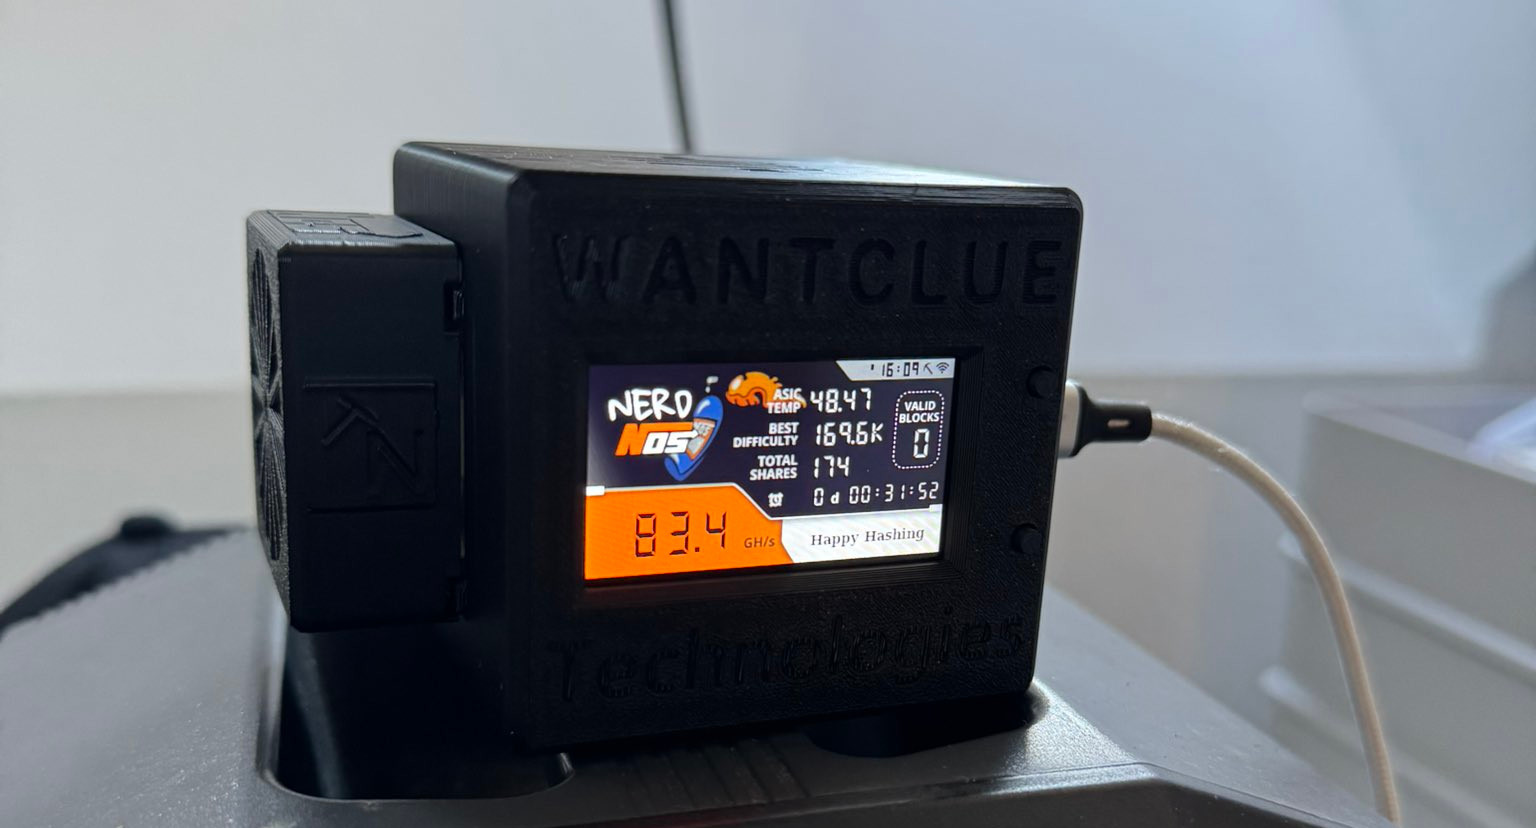 WANTCLUE
16:09
NERD
NOS
ASIC TEMP 48.47
BEST DIFFICULTY 169.6K
TOTAL SHARES 174
VALID BLOCKS
0
0 d 00:31:52
83.4 GH/s
Happy Hashing
Technologies